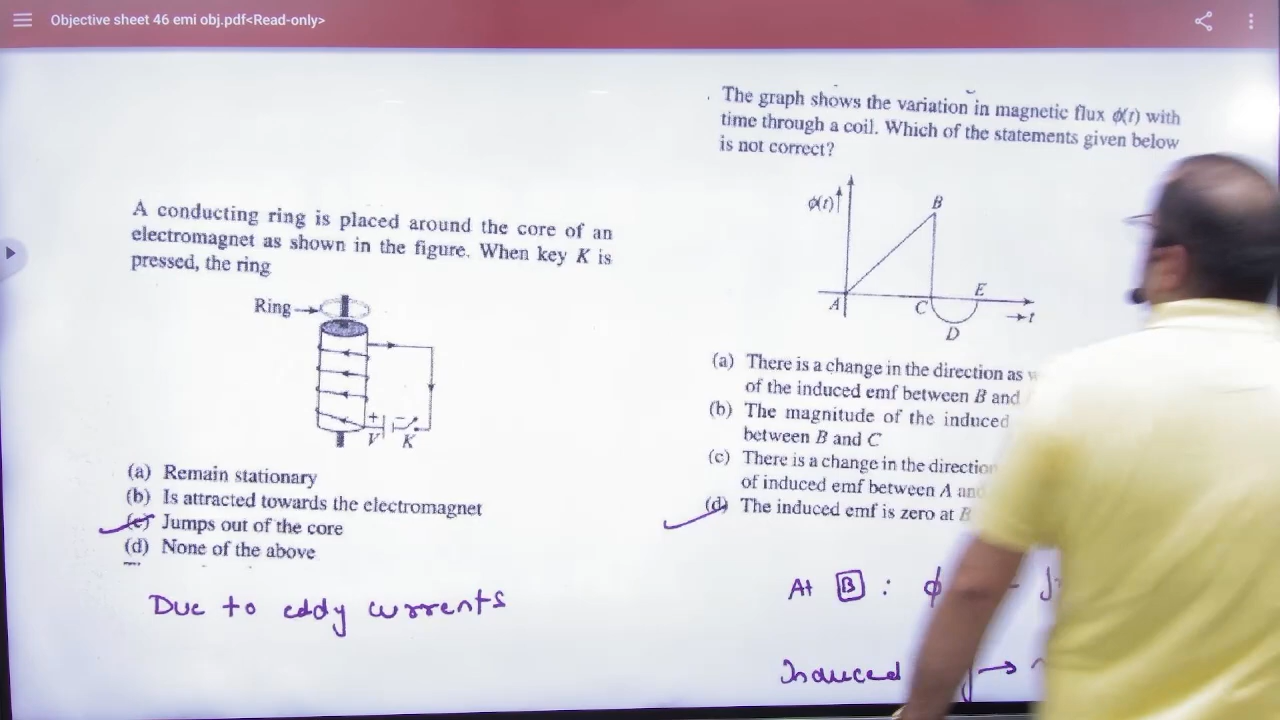 Objective sheet 46 emi obj.pdf<Read-only>
A conducting ring is placed around the core of an
electromagnet as shown in the figure. When key K is
pressed, the ring
Ring
+
V
K
(a) Remain stationary
(b) Is attracted towards the electromagnet
(c) Jumps out of the core
(d) None of the above
Due to eddy currents
The graph shows the variation in magnetic flux ϕ(t) with
time through a coil. Which of the statements given below
is not correct?
ϕ(t)
B
A
C
E
t
D
(a) There is a change in the direction as
of the induced emf between B and
(b) The magnitude of the induced
between B and C
(c) There is a change in the direction
of induced emf between A and
(d) The induced emf is zero at B
At B : ϕ
Induced